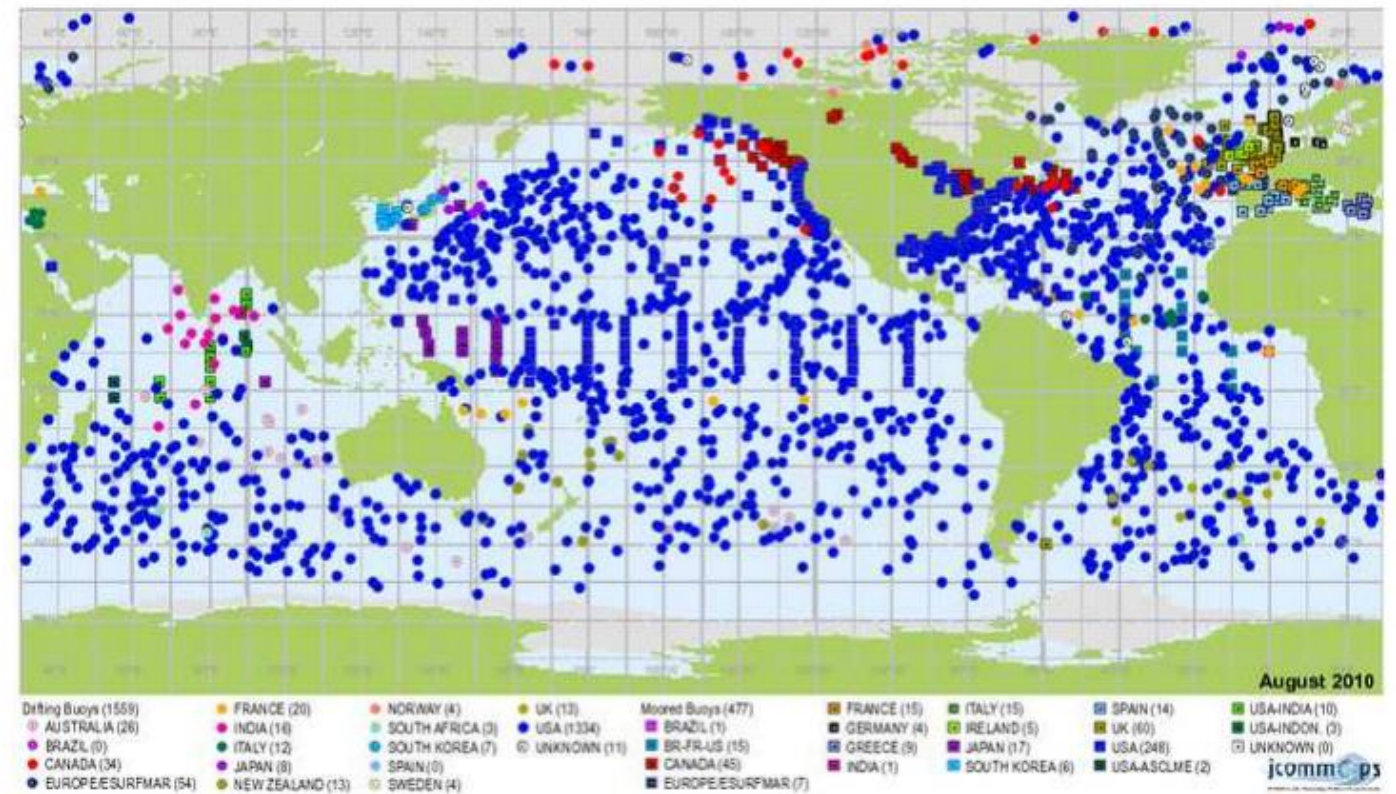 August 2010
Drifting Buoys (1559)
AUSTRALIA (26)
BRAZIL (0)
CANADA (34)
EUROPE/ESURFMAR (54)
FRANCE (20)
INDIA (16)
ITALY (12)
JAPAN (8)
NEW ZEALAND (13)
NORWAY (4)
SOUTH AFRICA (3)
SOUTH KOREA (7)
SPAIN (0)
SWEDEN (4)
UK (13)
USA (1334)
UNKNOWN (11)
Moored Buoys (477)
BRAZIL (1)
BR-FR-US (15)
CANADA (45)
EUROPE/ESURFMAR (7)
FRANCE (15)
GERMANY (4)
GREECE (9)
INDIA (1)
ITALY (15)
IRELAND (5)
JAPAN (17)
SOUTH KOREA (6)
SPAIN (14)
UK (60)
USA (248)
USA-ASCLME (2)
USA-INDIA (10)
USA-INDON. (3)
UNKNOWN (0)
jcommops